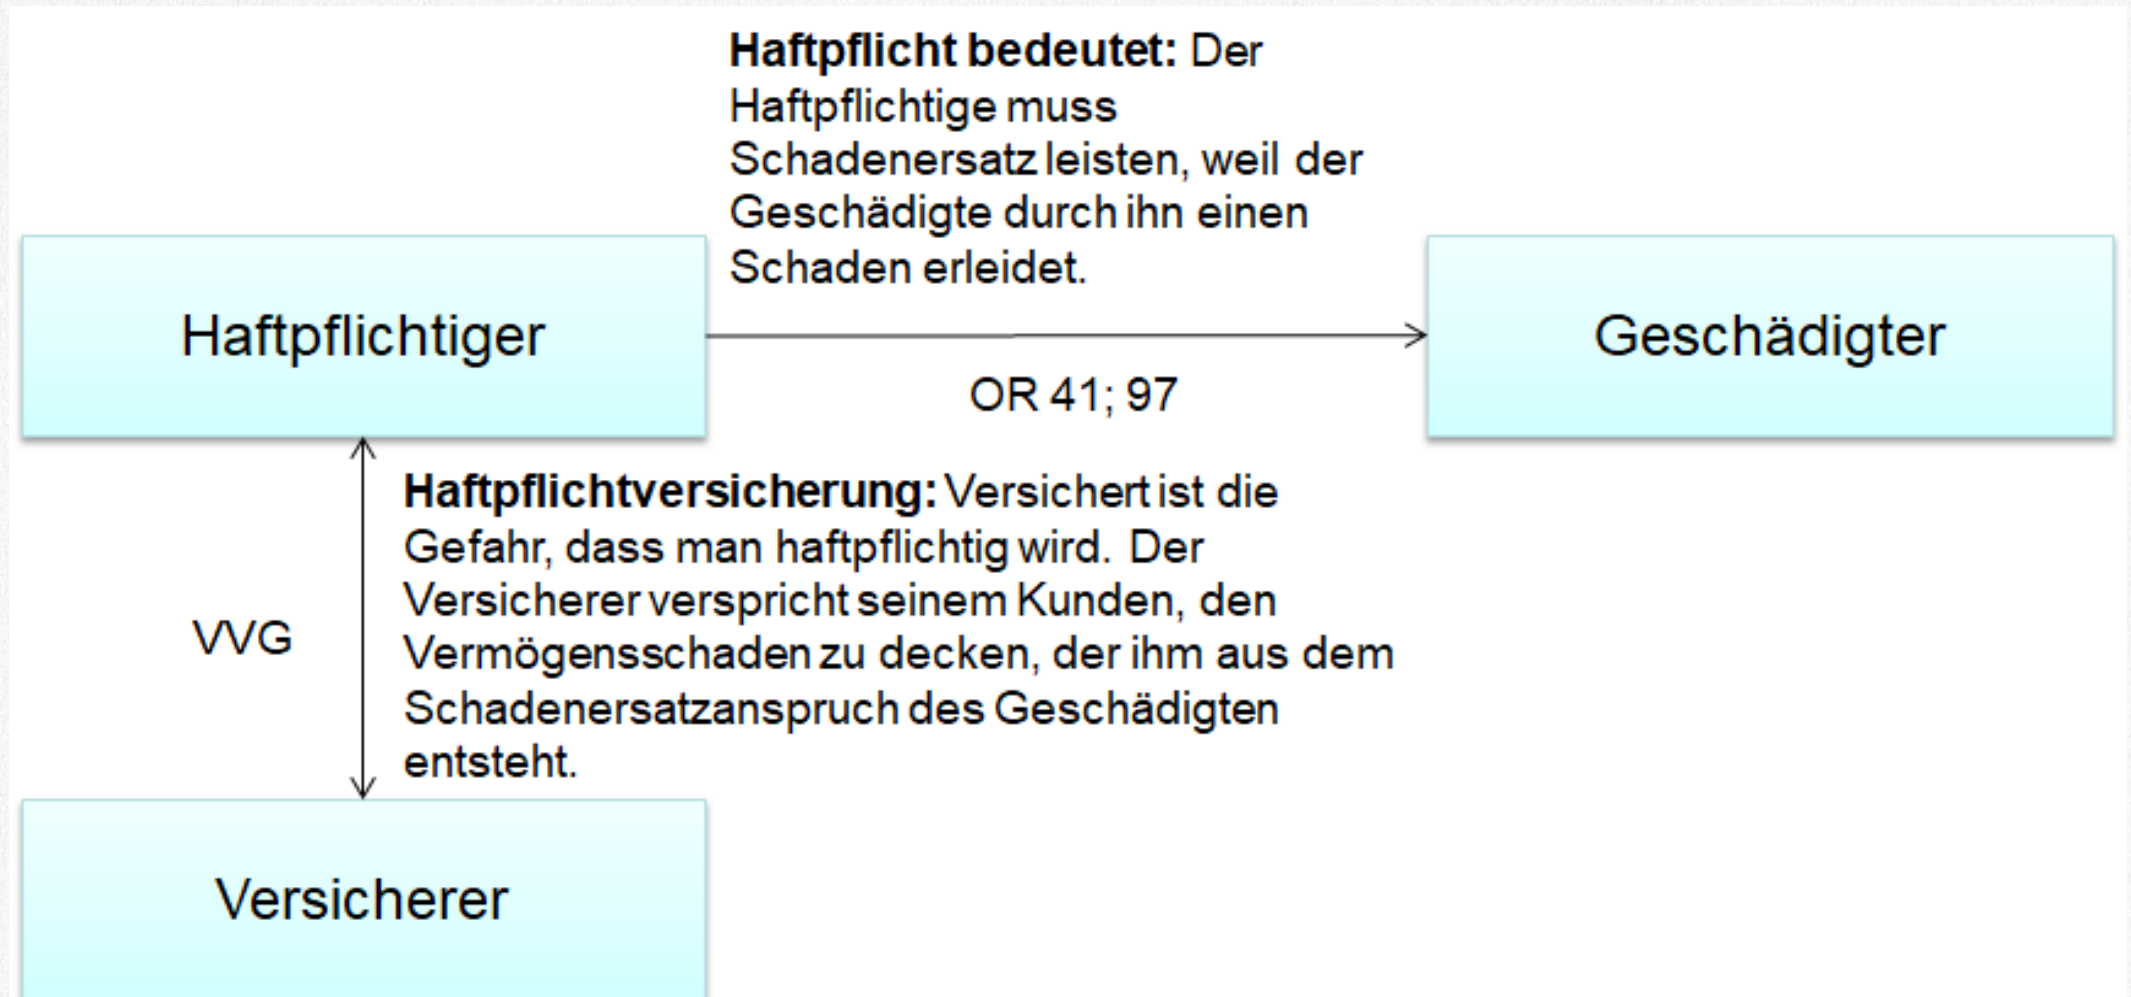 Haftpflicht bedeutet: Der
Haftpflichtige muss
Schadenersatz leisten, weil der
Geschädigte durch ihn einen
Schaden erleidet.
Haftpflichtiger
Geschädigter
OR 41; 97
Haftpflichtversicherung: Versichert ist die
Gefahr, dass man haftpflichtig wird. Der
Versicherer verspricht seinem Kunden, den
Vermögensschaden zu decken, der ihm aus dem
Schadenersatzanspruch des Geschädigten
entsteht.
VVG
Versicherer